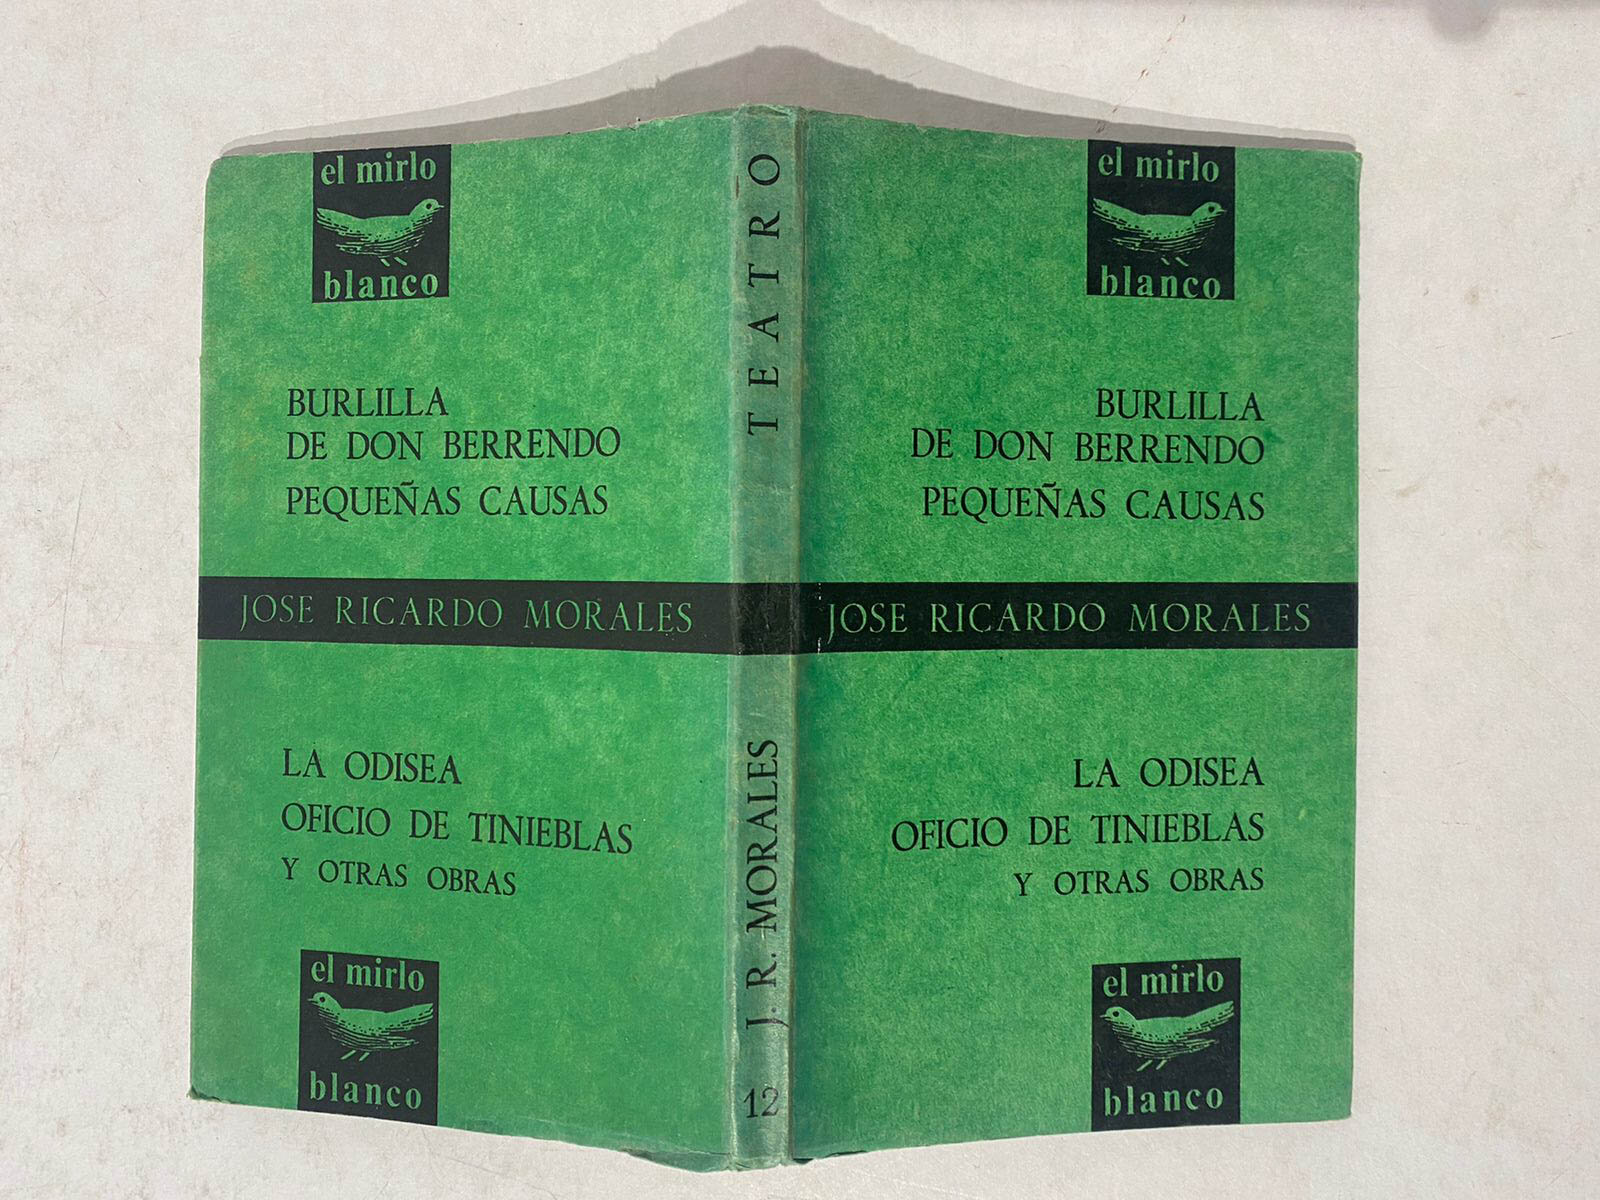 el mirlo
blanco
BURLILLA
DE DON BERRENDO
PEQUEÑAS CAUSAS
JOSE RICARDO MORALES
LA ODISEA
OFICIO DE TINIEBLAS
Y OTRAS OBRAS
el mirlo
blanco
TEATRO
J. R. MORALES
12
el mirlo
blanco
BURLILLA
DE DON BERRENDO
PEQUEÑAS CAUSAS
JOSE RICARDO MORALES
LA ODISEA
OFICIO DE TINIEBLAS
Y OTRAS OBRAS
el mirlo
blanco